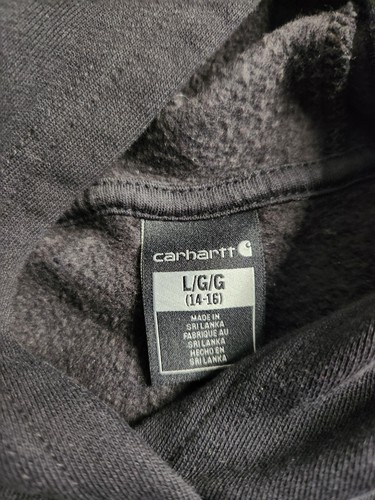 carhartt
L/G/G
(14-16)
MADE IN
SRI LANKA
FABRIQUE AU
SRI LANKA
HECHO EN
SRI LANKA